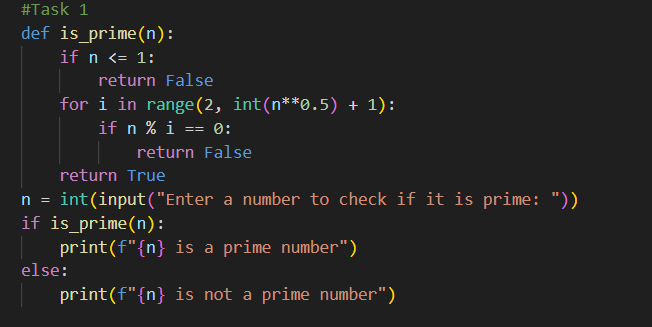 #Task 1
def is_prime(n):
    if n <= 1:
        return False
    for i in range(2, int(n**0.5) + 1):
        if n % i == 0:
            return False
    return True
n = int(input("Enter a number to check if it is prime: "))
if is_prime(n):
    print(f"{n} is a prime number")
else:
    print(f"{n} is not a prime number")